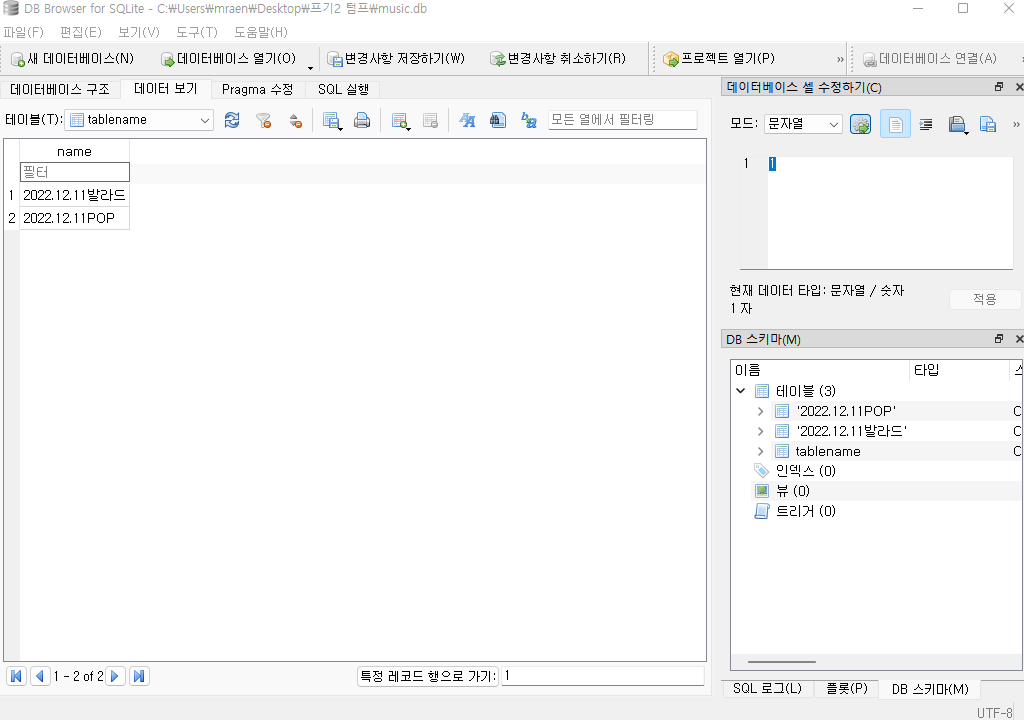 DB Browser for SQLite - C:₩Users₩mraen₩Desktop₩프기2 텀프₩music.db
파일(F) 편집(E) 보기(V) 도구(T) 도움말(H)
새 데이터베이스(N) 데이터베이스 열기(O) 변경사항 저장하기(W) 변경사항 취소하기(R) 프로젝트 열기(P) » 데이터베이스 연결(A)
데이터베이스 구조 데이터 보기 Pragma 수정 SQL 실행
테이블(T): tablename 모든 열에서 필터링
name
필터
1 2022.12.11발라드
2 2022.12.11POP
1 - 2 of 2 특정 레코드 행으로 가기: 1
데이터베이스 셀 수정하기(C)
모드: 문자열 »
1 1
현재 데이터 타입: 문자열 / 숫자
1 자
적용
DB 스키마(M)
이름 타입
테이블 (3)
'2022.12.11POP' C
'2022.12.11발라드' C
tablename C
인덱스 (0)
뷰 (0)
트리거 (0)
SQL 로그(L) 플롯(P) DB 스키마(M)
UTF-8